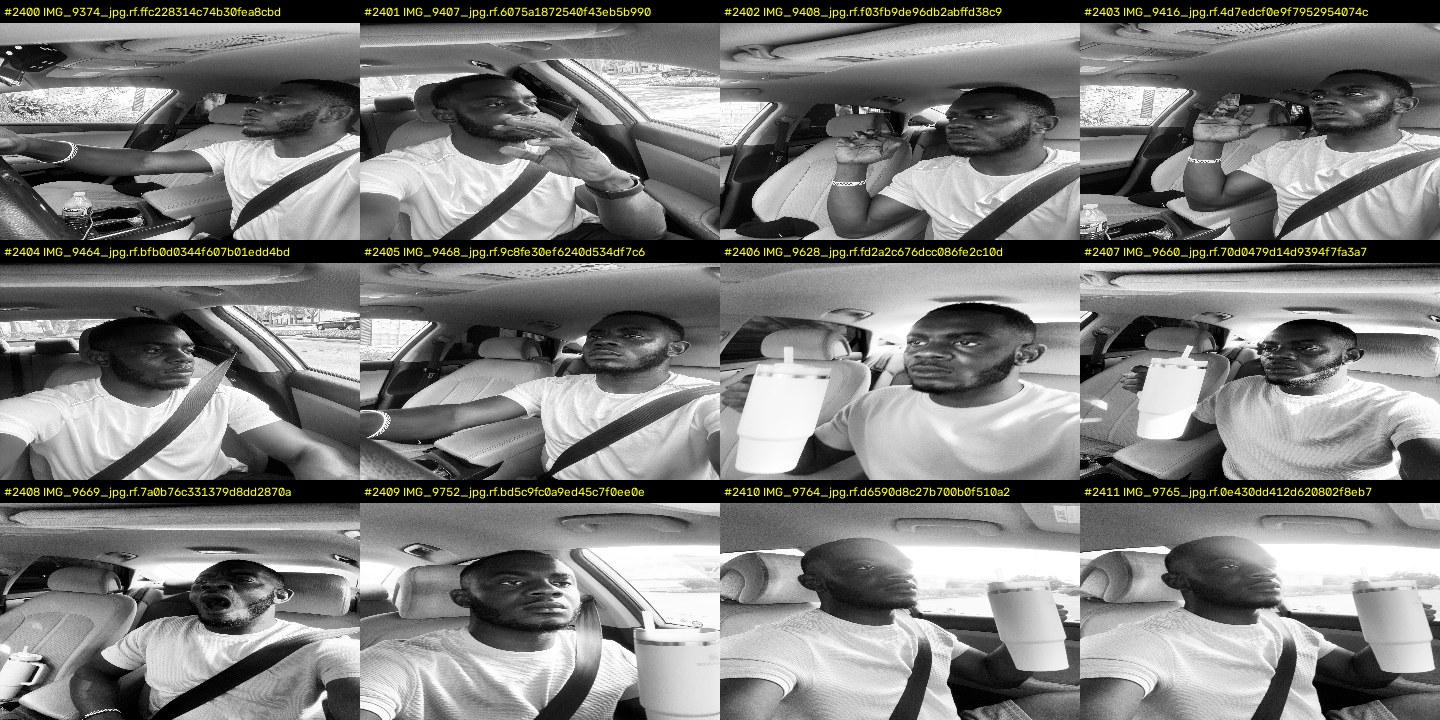 #2400 IMG_9374_jpg.rf.ffc228314c74b30fea8cbd
#2401 IMG_9407_jpg.rf.6075a1872540f43eb5b990
#2402 IMG_9408_jpg.rf.f03fb9de96db2abffd38c9
#2403 IMG_9416_jpg.rf.4d7edcf0e9f7952954074c
#2404 IMG_9464_jpg.bfb0d0344f607b01edd4bd
#2405 IMG_9468_jpg.rf.9c8fe30ef6240d534df7c6
#2406 IMG_9628_jpg.rf.fd2a2c676dcc086fe2c10d
#2407 IMG_9660_jpg.rf.70d0479d14d9394f7fa3a7
#2408 IMG_9669_jpg.rf.7a0b76c331379d8dd2870a
#2409 IMG_9752_jpg.rf.bd5c9fc0a9ed45c7f0ee0e
#2410 IMG_9764_jpg.rf.d6590d8c27b700b0f510a2
#2411 IMG_9765_jpg.rf.0e430dd412d620802f8eb7